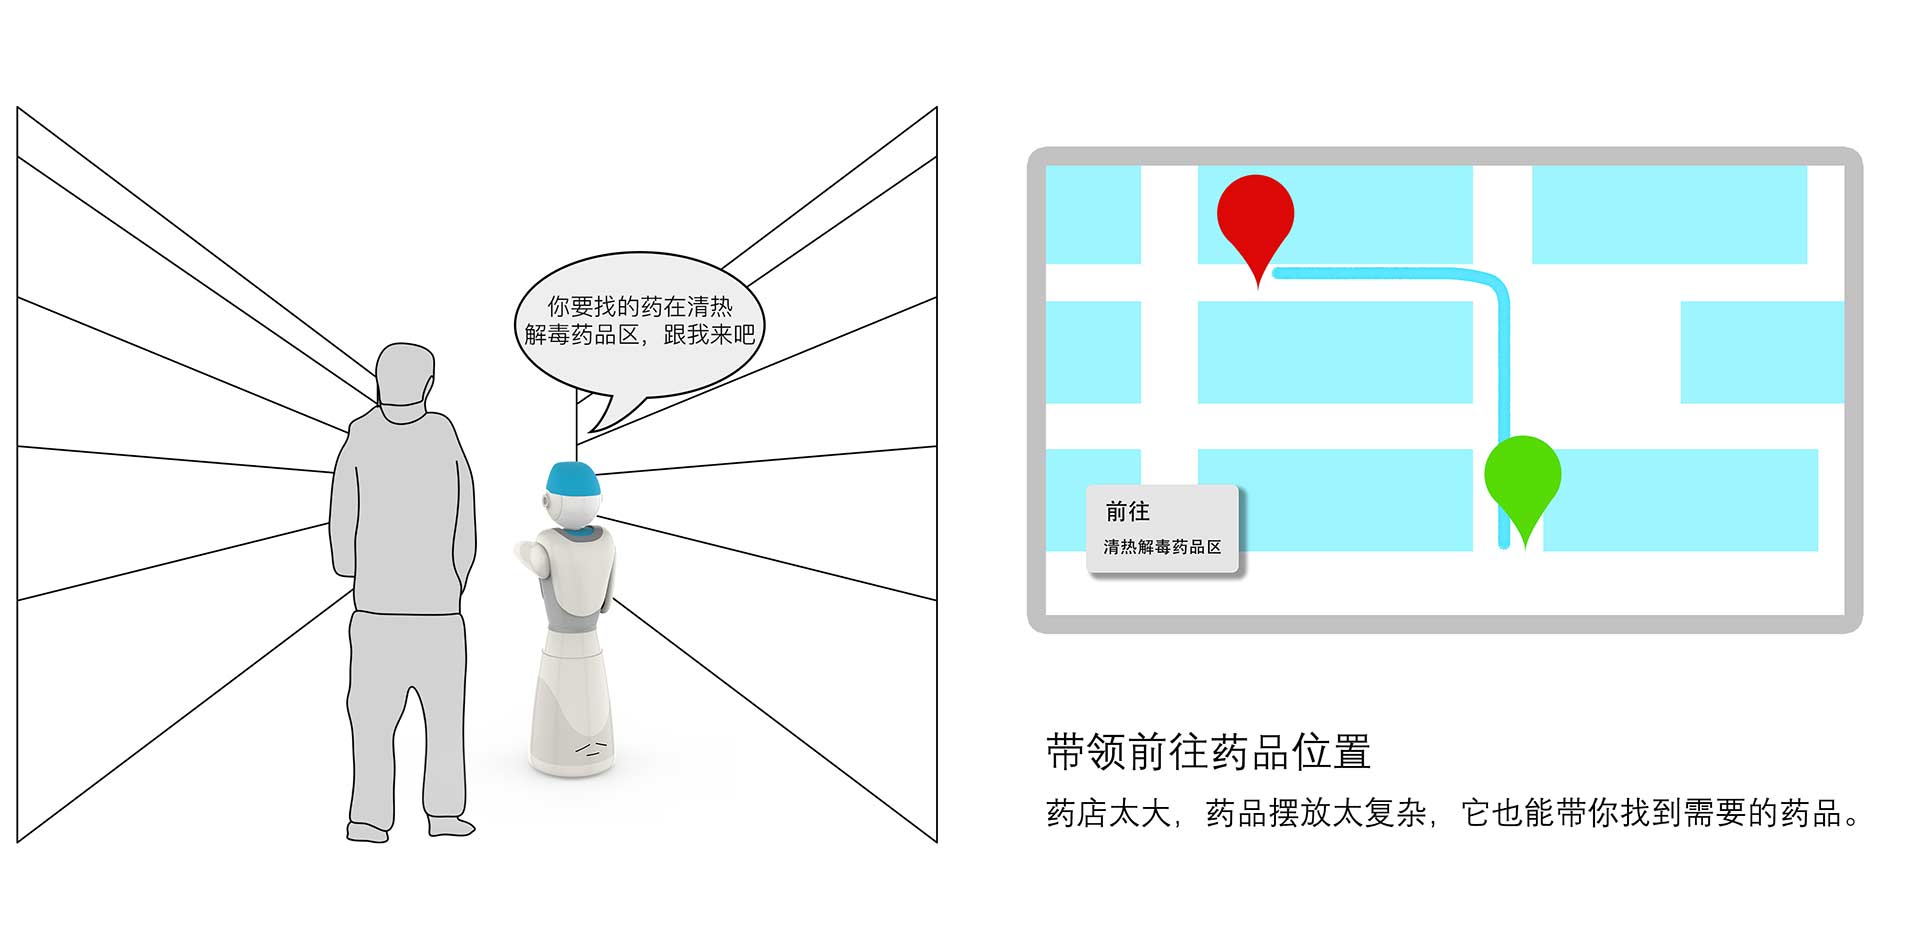 你要找的药在清热
解毒药品区，跟我来吧
前往
清热解毒药品区
带领前往药品位置
药店太大，药品摆放太复杂，它也能带你找到需要的药品。